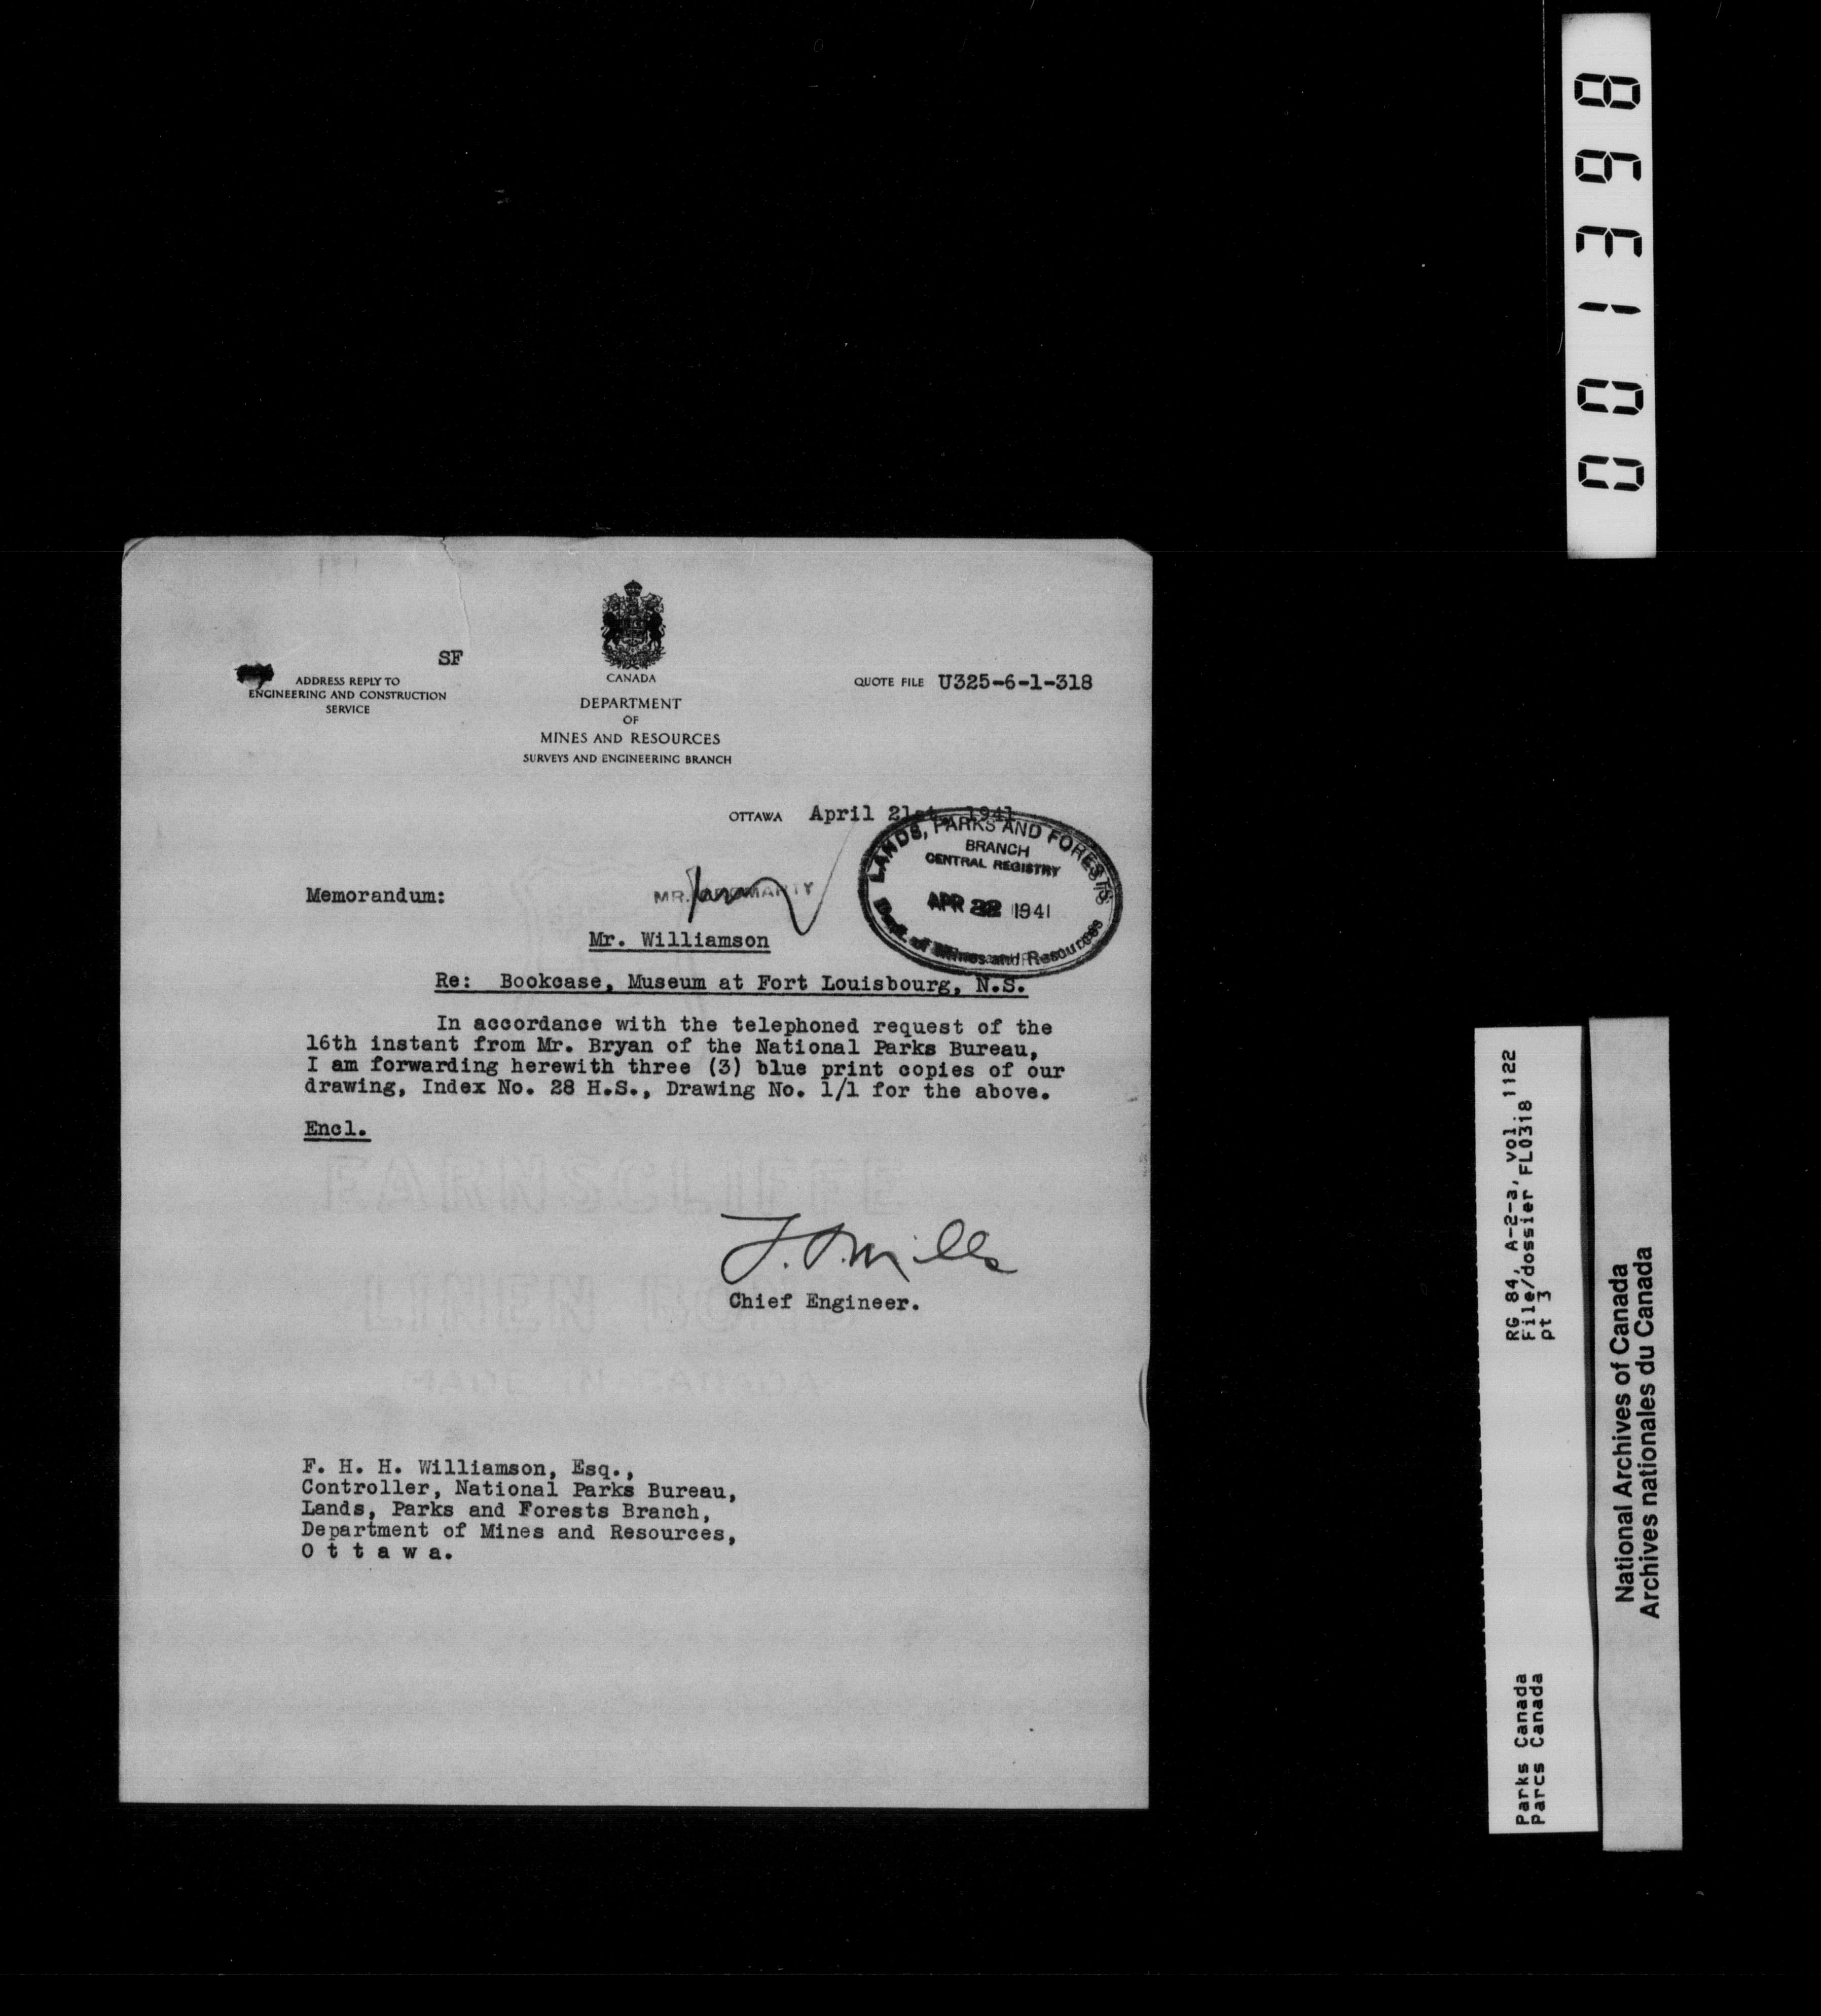 001398
SF
ADDRESS REPLY TO
ENGINEERING AND CONSTRUCTION
SERVICE
CANADA
DEPARTMENT
OF
MINES AND RESOURCES
SURVEYS AND ENGINEERING BRANCH
QUOTE FILE U325-6-1-318
OTTAWA April 21st, 1941
LANDS, PARKS AND FORESTS
BRANCH
CENTRAL REGISTRY
APR 22 1941
Dept. of Mines and Resources
Memorandum:
MR.
Mr. Williamson
Re: Bookcase, Museum at Fort Louisbourg, N.S.
In accordance with the telephoned request of the
16th instant from Mr. Bryan of the National Parks Bureau,
I am forwarding herewith three (3) blue print copies of our
drawing, Index No. 28 H.S., Drawing No. 1/1 for the above.
Encl.
EARNSCLIFFE
LINEN BOND
MADE IN CANADA
Mills
Chief Engineer.
F. H. H. Williamson, Esq.,
Controller, National Parks Bureau,
Lands, Parks and Forests Branch,
Department of Mines and Resources,
O t t a w a.
RG 84, A-2-a, vol. 1122
File/dossier FL0318
pt 3
Parks Canada
Parcs Canada
National Archives of Canada
Archives nationales du Canada